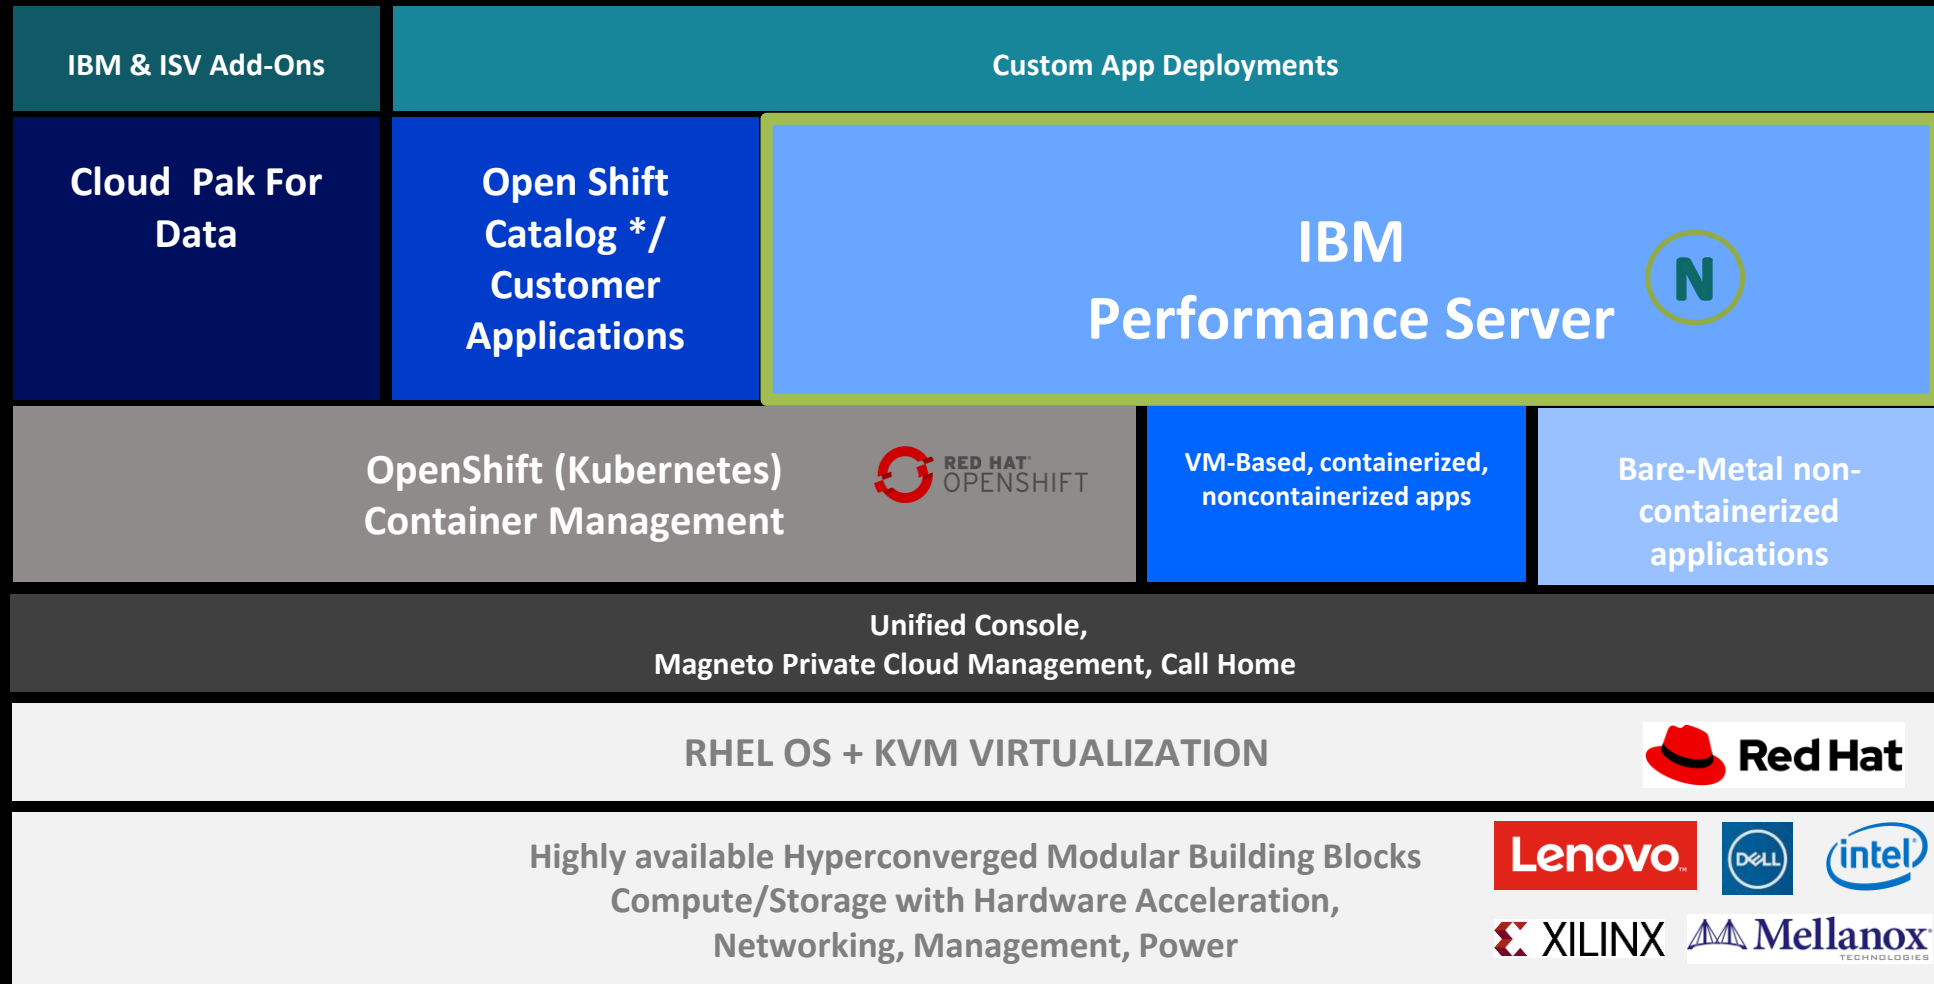 IBM & ISV Add-Ons
Custom App Deployments
Cloud Pak For
Data
Open Shift
Catalog */
Customer
Applications
IBM
Performance Server
N
OpenShift (Kubernetes)
Container Management
RED HAT
OPENSHIFT
VM-Based, containerized,
noncontainerized apps
Bare-Metal non-
containerized
applications
Unified Console,
Magneto Private Cloud Management, Call Home
RHEL OS + KVM VIRTUALIZATION
Red Hat
Highly available Hyperconverged Modular Building Blocks
Compute/Storage with Hardware Acceleration,
Networking, Management, Power
Lenovo
DELL
intel
XILINX
Mellanox
TECHNOLOGIES